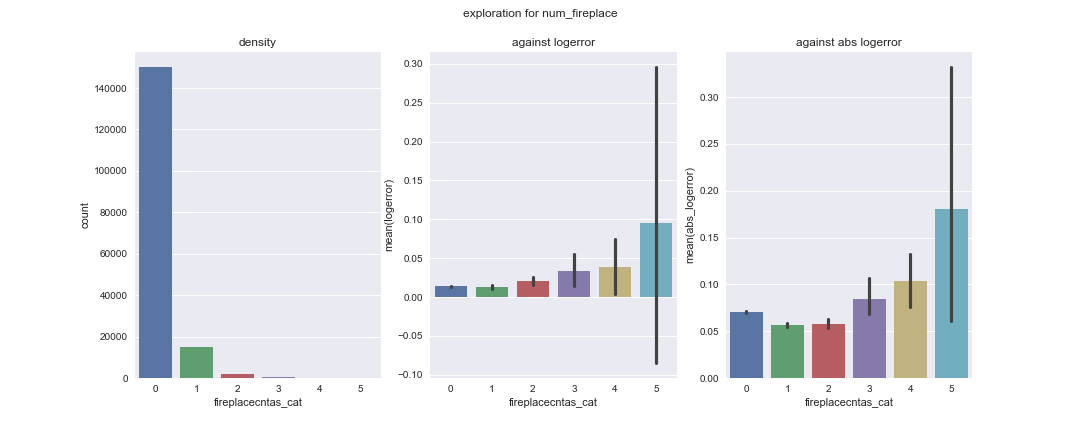 exploration for num_fireplace
density
against logerror
against abs logerror
count
140000
120000
100000
80000
60000
40000
20000
0
0 1 2 3 4 5
fireplacecntas_cat
mean(logerror)
0.30
0.25
0.20
0.15
0.10
0.05
0.00
−0.05
−0.10
0 1 2 3 4 5
fireplacecntas_cat
mean(abs_logerror)
0.30
0.25
0.20
0.15
0.10
0.05
0.00
0 1 2 3 4 5
fireplacecntas_cat